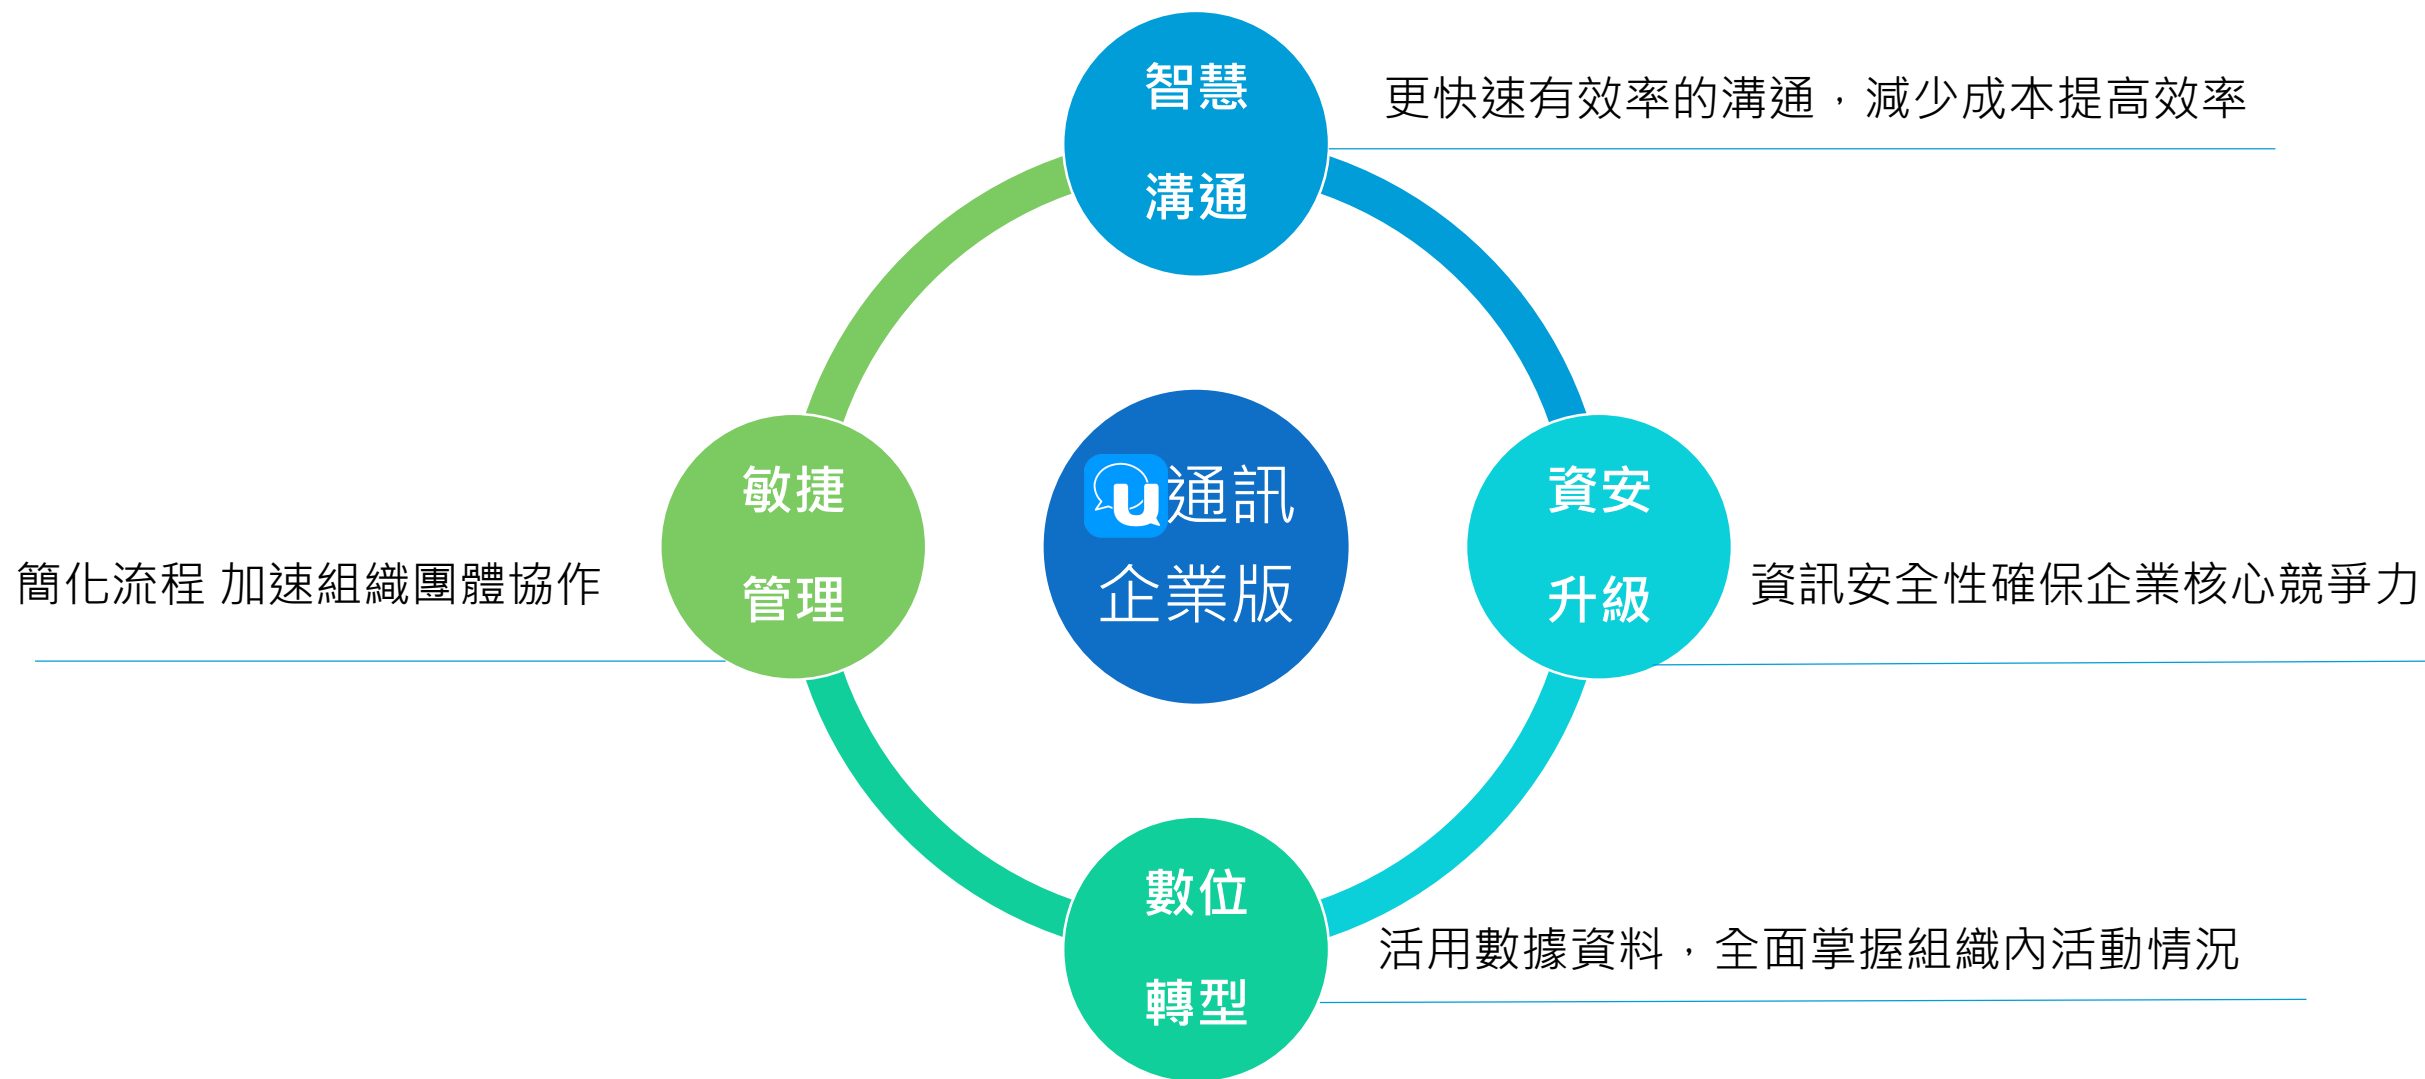 智慧
溝通
更快速有效率的溝通，減少成本提高效率
敏捷
管理
簡化流程 加速組織團體協作
U通訊
企業版
資安
升級
資訊安全性確保企業核心競爭力
數位
轉型
活用數據資料，全面掌握組織內活動情況